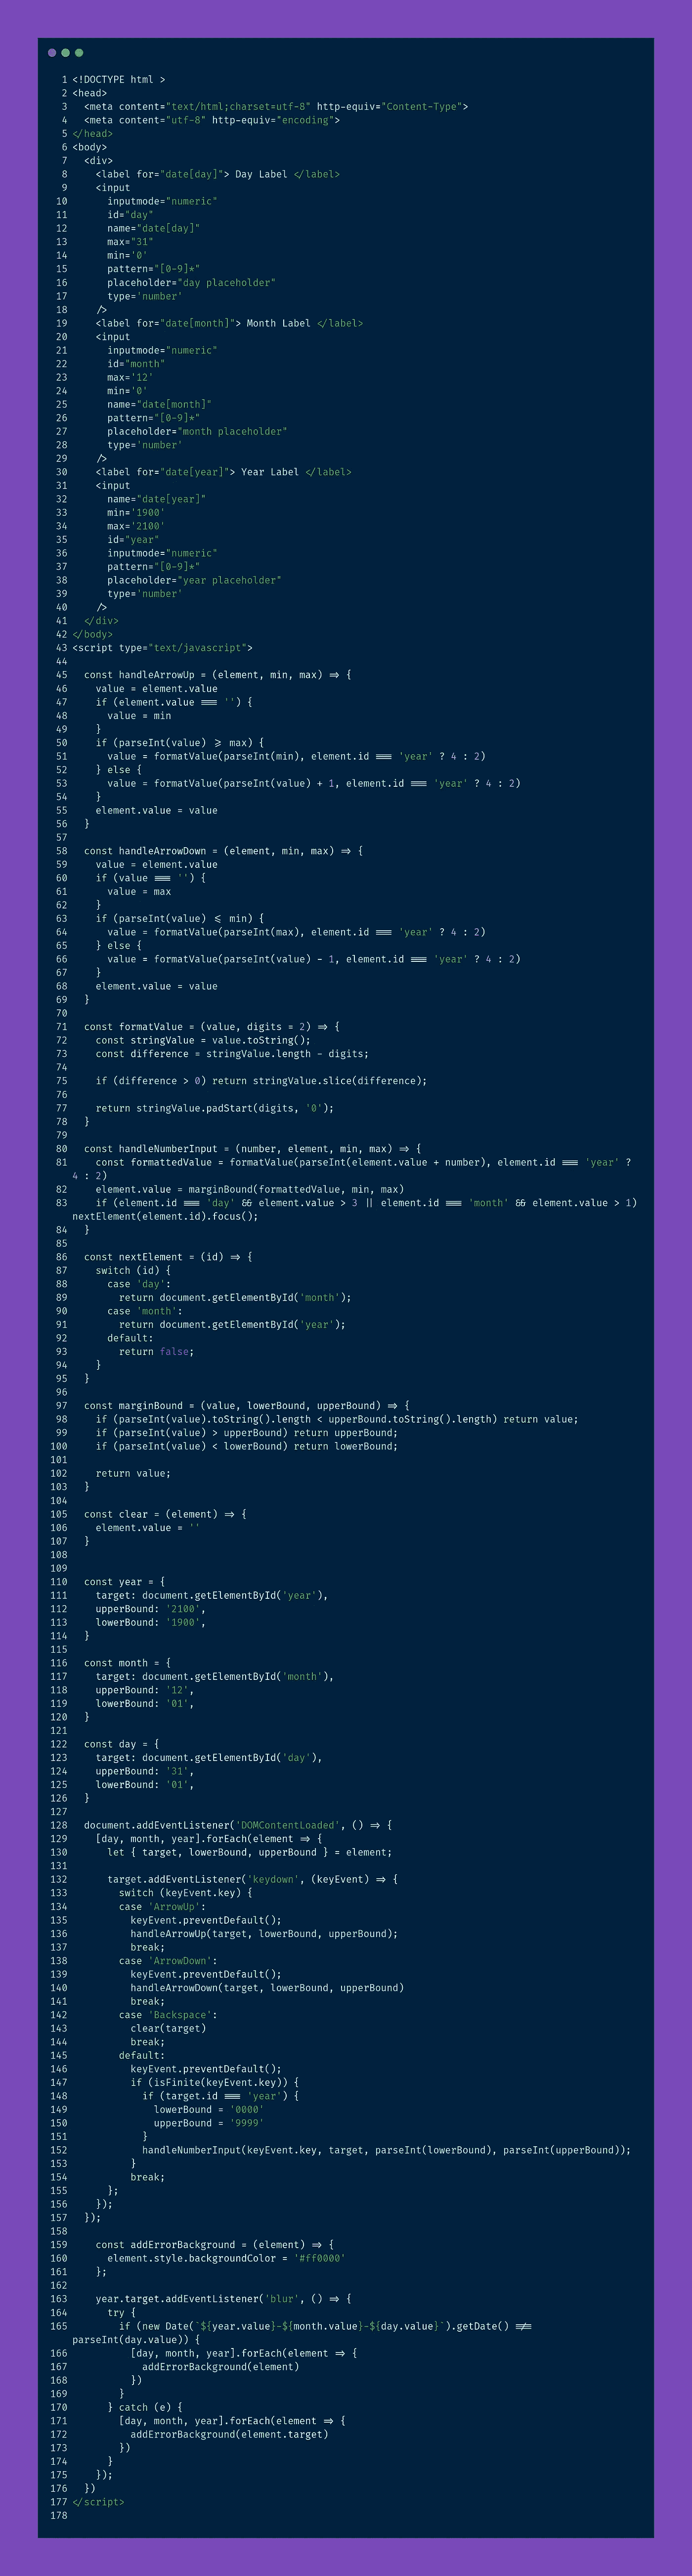 1 <!DOCTYPE html >
2 <head>
3   <meta content="text/html;charset=utf-8" http-equiv="Content-Type">
4   <meta content="utf-8" http-equiv="encoding">
5 </head>
6 <body>
7   <div>
8     <label for="date[day]"> Day Label </label>
9     <input
10       inputmode="numeric"
11       id="day"
12       name="date[day]"
13       max="31"
14       min='0'
15       pattern="[0-9]*"
16       placeholder="day placeholder"
17       type='number'
18     />
19     <label for="date[month]"> Month Label </label>
20     <input
21       inputmode="numeric"
22       id="month"
23       max='12'
24       min='0'
25       name="date[month]"
26       pattern="[0-9]*"
27       placeholder="month placeholder"
28       type='number'
29     />
30     <label for="date[year]"> Year Label </label>
31     <input
32       name="date[year]"
33       min='1900'
34       max='2100'
35       id="year"
36       inputmode="numeric"
37       pattern="[0-9]*"
38       placeholder="year placeholder"
39       type='number'
40     />
41   </div>
42 </body>
43 <script type="text/javascript">
44
45   const handleArrowUp = (element, min, max) => {
46     value = element.value
47     if (element.value === '') {
48       value = min
49     }
50     if (parseInt(value) >= max) {
51       value = formatValue(parseInt(min), element.id === 'year' ? 4 : 2)
52     } else {
53       value = formatValue(parseInt(value) + 1, element.id === 'year' ? 4 : 2)
54     }
55     element.value = value
56   }
57
58   const handleArrowDown = (element, min, max) => {
59     value = element.value
60     if (value === '') {
61       value = max
62     }
63     if (parseInt(value) <= min) {
64       value = formatValue(parseInt(max), element.id === 'year' ? 4 : 2)
65     } else {
66       value = formatValue(parseInt(value) - 1, element.id === 'year' ? 4 : 2)
67     }
68     element.value = value
69   }
70
71   const formatValue = (value, digits = 2) => {
72     const stringValue = value.toString();
73     const difference = stringValue.length - digits;
74
75     if (difference > 0) return stringValue.slice(difference);
76
77     return stringValue.padStart(digits, '0');
78   }
79
80   const handleNumberInput = (number, element, min, max) => {
81     const formattedValue = formatValue(parseInt(element.value + number), element.id === 'year' ?
4 : 2)
82     element.value = marginBound(formattedValue, min, max)
83     if (element.id === 'day' && element.value > 3 || element.id === 'month' && element.value > 1)
nextElement(element.id).focus();
84   }
85
86   const nextElement = (id) => {
87     switch (id) {
88       case 'day':
89         return document.getElementById('month');
90       case 'month':
91         return document.getElementById('year');
92       default:
93         return false;
94     }
95   }
96
97   const marginBound = (value, lowerBound, upperBound) => {
98     if (parseInt(value).toString().length < upperBound.toString().length) return value;
99     if (parseInt(value) > upperBound) return upperBound;
100     if (parseInt(value) < lowerBound) return lowerBound;
101
102     return value;
103   }
104
105   const clear = (element) => {
106     element.value = ''
107   }
108
109
110   const year = {
111     target: document.getElementById('year'),
112     upperBound: '2100',
113     lowerBound: '1900',
114   }
115
116   const month = {
117     target: document.getElementById('month'),
118     upperBound: '12',
119     lowerBound: '01',
120   }
121
122   const day = {
123     target: document.getElementById('day'),
124     upperBound: '31',
125     lowerBound: '01',
126   }
127
128   document.addEventListener('DOMContentLoaded', () => {
129     [day, month, year].forEach(element => {
130       let { target, lowerBound, upperBound } = element;
131
132       target.addEventListener('keydown', (keyEvent) => {
133         switch (keyEvent.key) {
134         case 'ArrowUp':
135           keyEvent.preventDefault();
136           handleArrowUp(target, lowerBound, upperBound);
137           break;
138         case 'ArrowDown':
139           keyEvent.preventDefault();
140           handleArrowDown(target, lowerBound, upperBound)
141           break;
142         case 'Backspace':
143           clear(target)
144           break;
145         default:
146           keyEvent.preventDefault();
147           if (isFinite(keyEvent.key)) {
148             if (target.id === 'year') {
149               lowerBound = '0000'
150               upperBound = '9999'
151             }
152             handleNumberInput(keyEvent.key, target, parseInt(lowerBound), parseInt(upperBound));
153           }
154           break;
155       };
156     });
157   });
158
159     const addErrorBackground = (element) => {
160       element.style.backgroundColor = '#ff0000'
161     };
162
163     year.target.addEventListener('blur', () => {
164       try {
165         if (new Date(`${year.value}-${month.value}-${day.value}`).getDate() !==
parseInt(day.value)) {
166           [day, month, year].forEach(element => {
167             addErrorBackground(element)
168           })
169         }
170       } catch (e) {
171         [day, month, year].forEach(element => {
172           addErrorBackground(element.target)
173         })
174       }
175     });
176   })
177 </script>
178